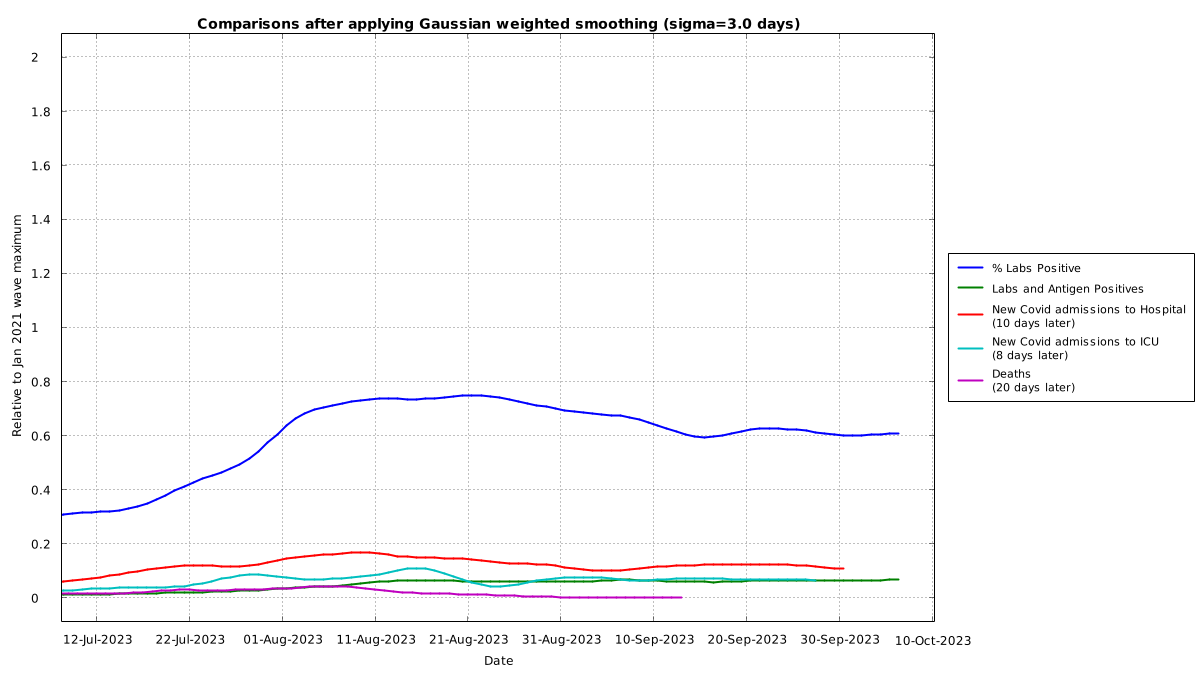 Comparisons after applying Gaussian weighted smoothing (sigma=3.0 days)
Relative to Jan 2021 wave maximum
2
1.8
1.6
1.4
1.2
1
0.8
0.6
0.4
0.2
0
12-Jul-2023
22-Jul-2023
01-Aug-2023
11-Aug-2023
21-Aug-2023
31-Aug-2023
10-Sep-2023
20-Sep-2023
30-Sep-2023
10-Oct-2023
Date
% Labs Positive
Labs and Antigen Positives
New Covid admissions to Hospital
(10 days later)
New Covid admissions to ICU
(8 days later)
Deaths
(20 days later)